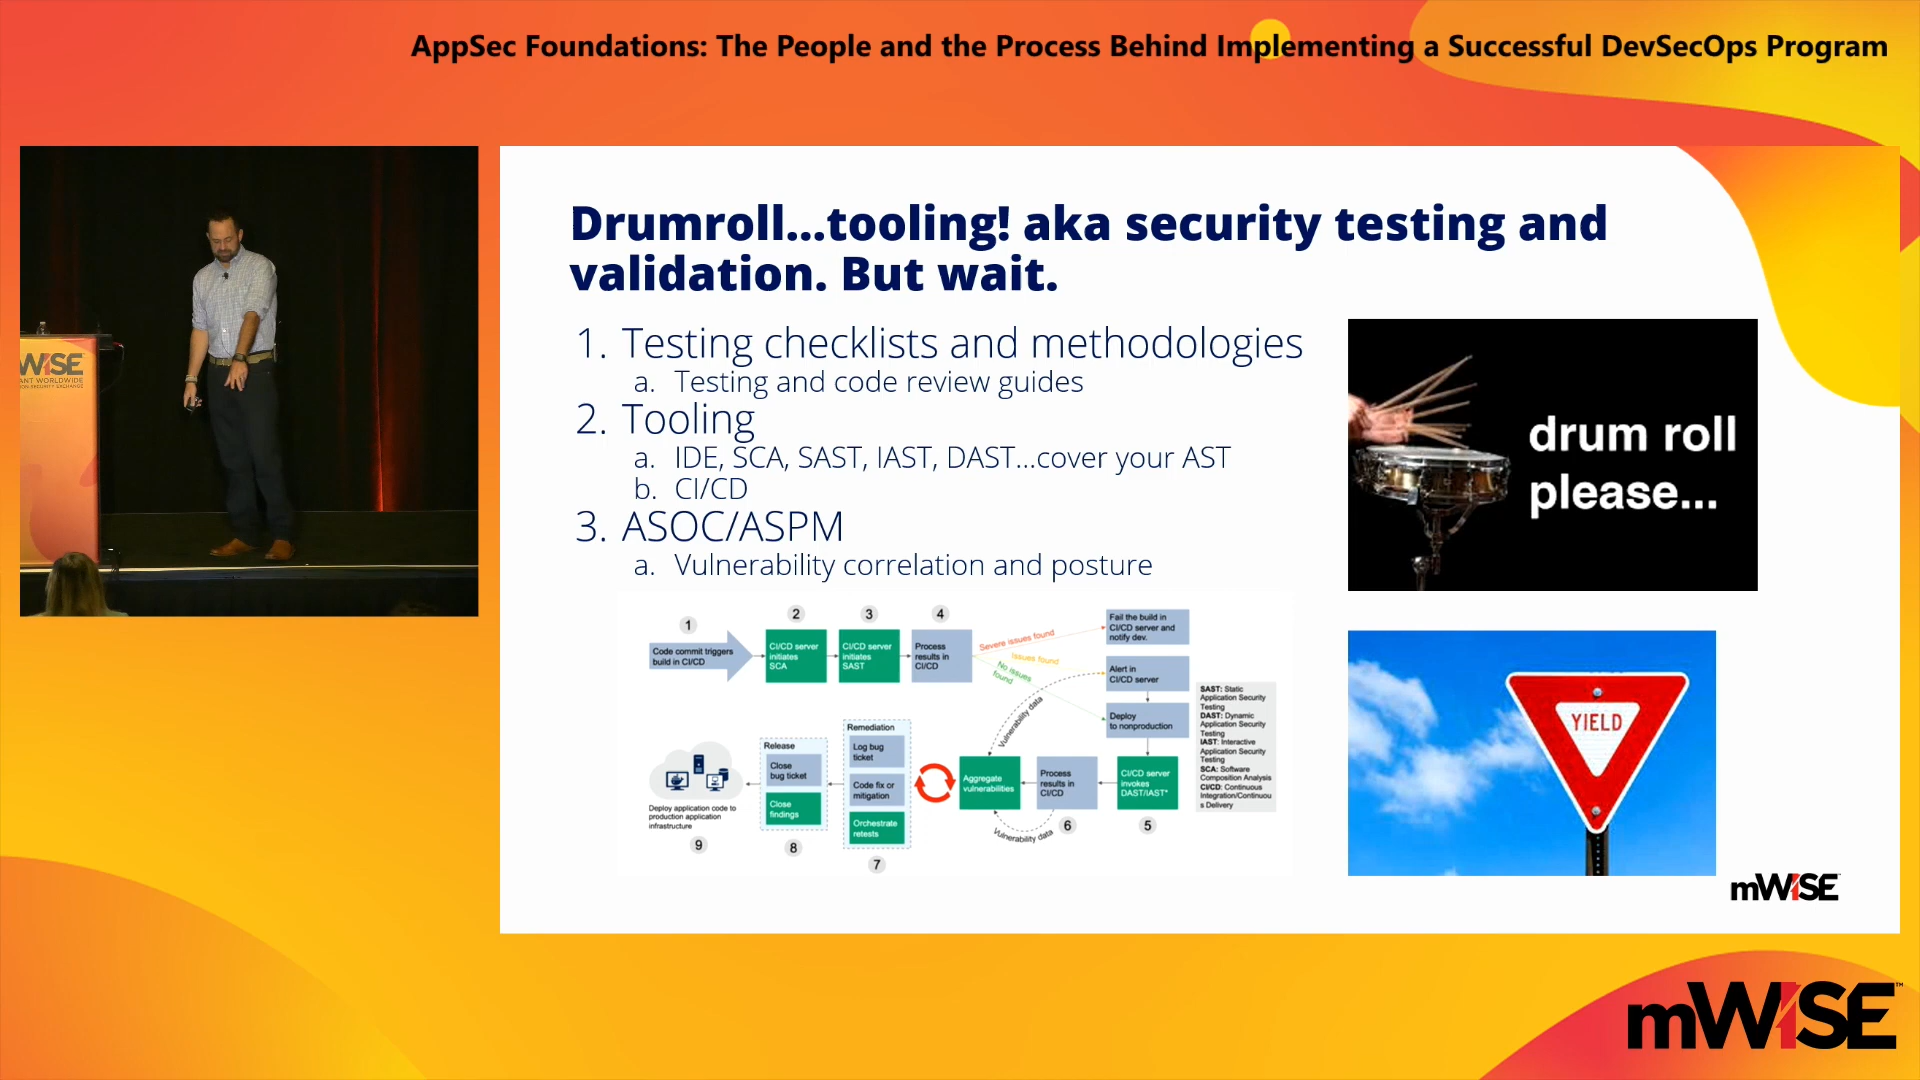 AppSec Foundations: The People and the Process Behind Implementing a Successful DevSecOps Program
WISE
ANT WORLDWIDE
Drumroll...tooling! aka security testing and
validation. But wait.
1. Testing checklists and methodologies
a. Testing and code review guides
2. Tooling
a. IDE, SCA, SAST, IAST, DAST...cover your AST
b. CI/CD
3. ASOC/ASPM
a. Vulnerability correlation and posture
drum roll
please...
YIELD
1
Code commit triggers
build in CI/CD
2
CI/CD server
initiates
SCA
3
CI/CD server
initiates
SAST
4
Process
results in
CI/CD
Severe issues found
Issues found
No issues
found
Fail the build in
CI/CD server and
notify dev.
Alert in
CI/CD server
Deploy
to nonproduction
Vulnerability data
SAST: Static
Application Security
Testing
DAST: Dynamic
Application Security
Testing
IAST: Interactive
Application Security
Testing
SCA: Software
Composition Analysis
CI/CD: Continuous
Integration/Continuou
s Delivery
CI/CD server
invokes
DAST/IAST*
5
Process
results in
CI/CD
6
Vulnerability data
Aggregate
vulnerabilities
Remediation
Log bug
ticket
Code fix or
mitigation
Orchestrate
retests
7
Release
Close
bug ticket
Close
findings
8
Deploy application code to
production application
infrastructure
9
mWISE
mWISE™